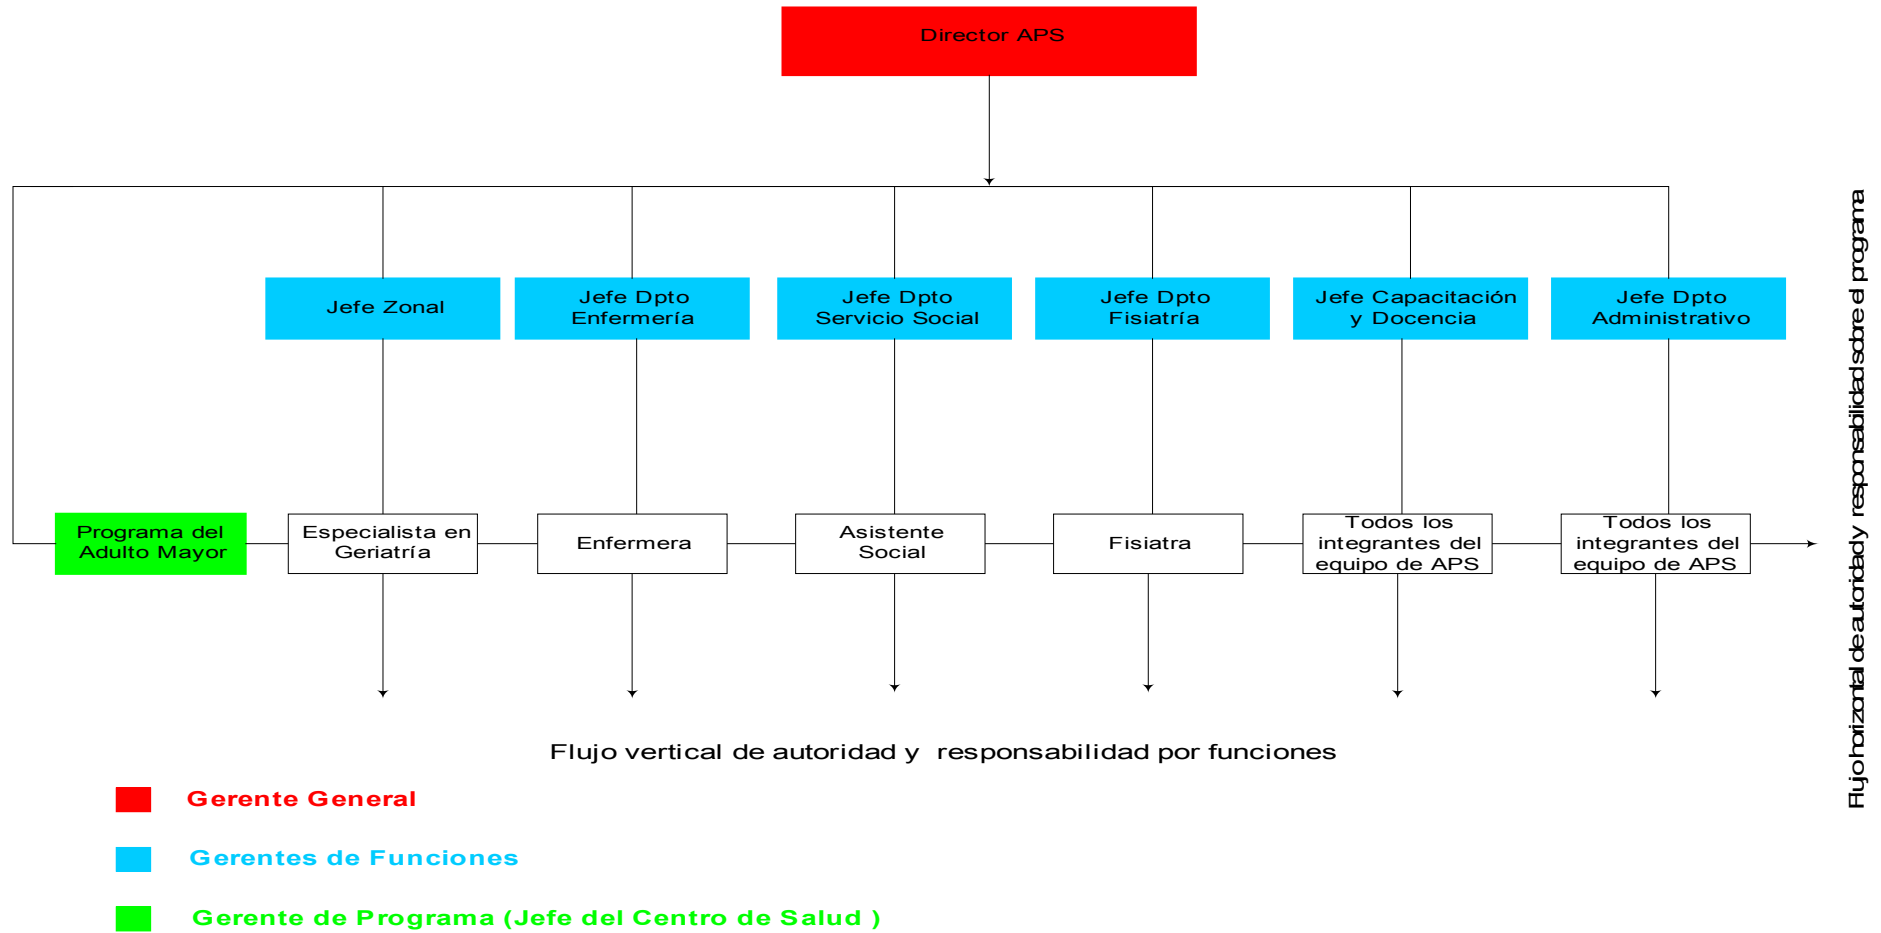 Director APS
Jefe Zonal
Jefe Dpto
Enfermería
Jefe Dpto
Servicio Social
Jefe Dpto
Fisiatría
Jefe Capacitación
y Docencia
Jefe Dpto
Administrativo
Programa del
Adulto Mayor
Especialista en
Geriatría
Enfermera
Asistente
Social
Fisiatra
Todos los
integrantes del
equipo de APS
Todos los
integrantes del
equipo de APS
Flujo horizontal de autoridad y responsabilidad sobre el programa
Flujo vertical de autoridad y responsabilidad por funciones
Gerente General
Gerentes de Funciones
Gerente de Programa (Jefe del Centro de Salud )